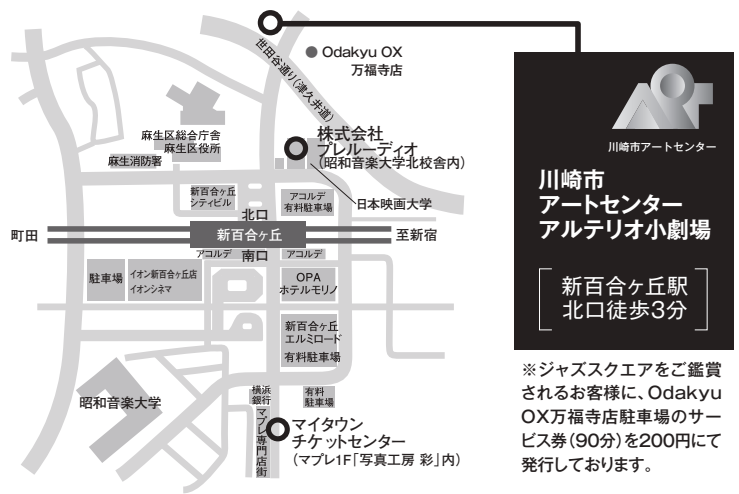 世田谷通り(津久井道)
Odakyu OX
万福寺店
株式会社
プレルーディオ
(昭和音楽大学北校舎内)
麻生区総合庁舎
麻生区役所
麻生消防署
日本映画大学
新百合ヶ丘
シティビル
アコルデ
有料駐車場
北口
町田
新百合ヶ丘
至新宿
アコルデ
南口
アコルデ
駐車場
イオン新百合ヶ丘店
イオンシネマ
OPA
ホテルモリノ
新百合ヶ丘
エルミロード
有料駐車場
昭和音楽大学
横浜
銀行
有料
駐車場
マプレ専門店街
マイタウン
チケットセンター
(マプレ1F「写真工房 彩」内)
Art
川崎市アートセンター
川崎市
アートセンター
アルテリオ小劇場
新百合ヶ丘駅
北口徒歩3分
※ジャズスクエアをご鑑賞
されるお客様に、Odakyu
OX万福寺店駐車場のサー
ビス券(90分)を200円にて
発行しております。